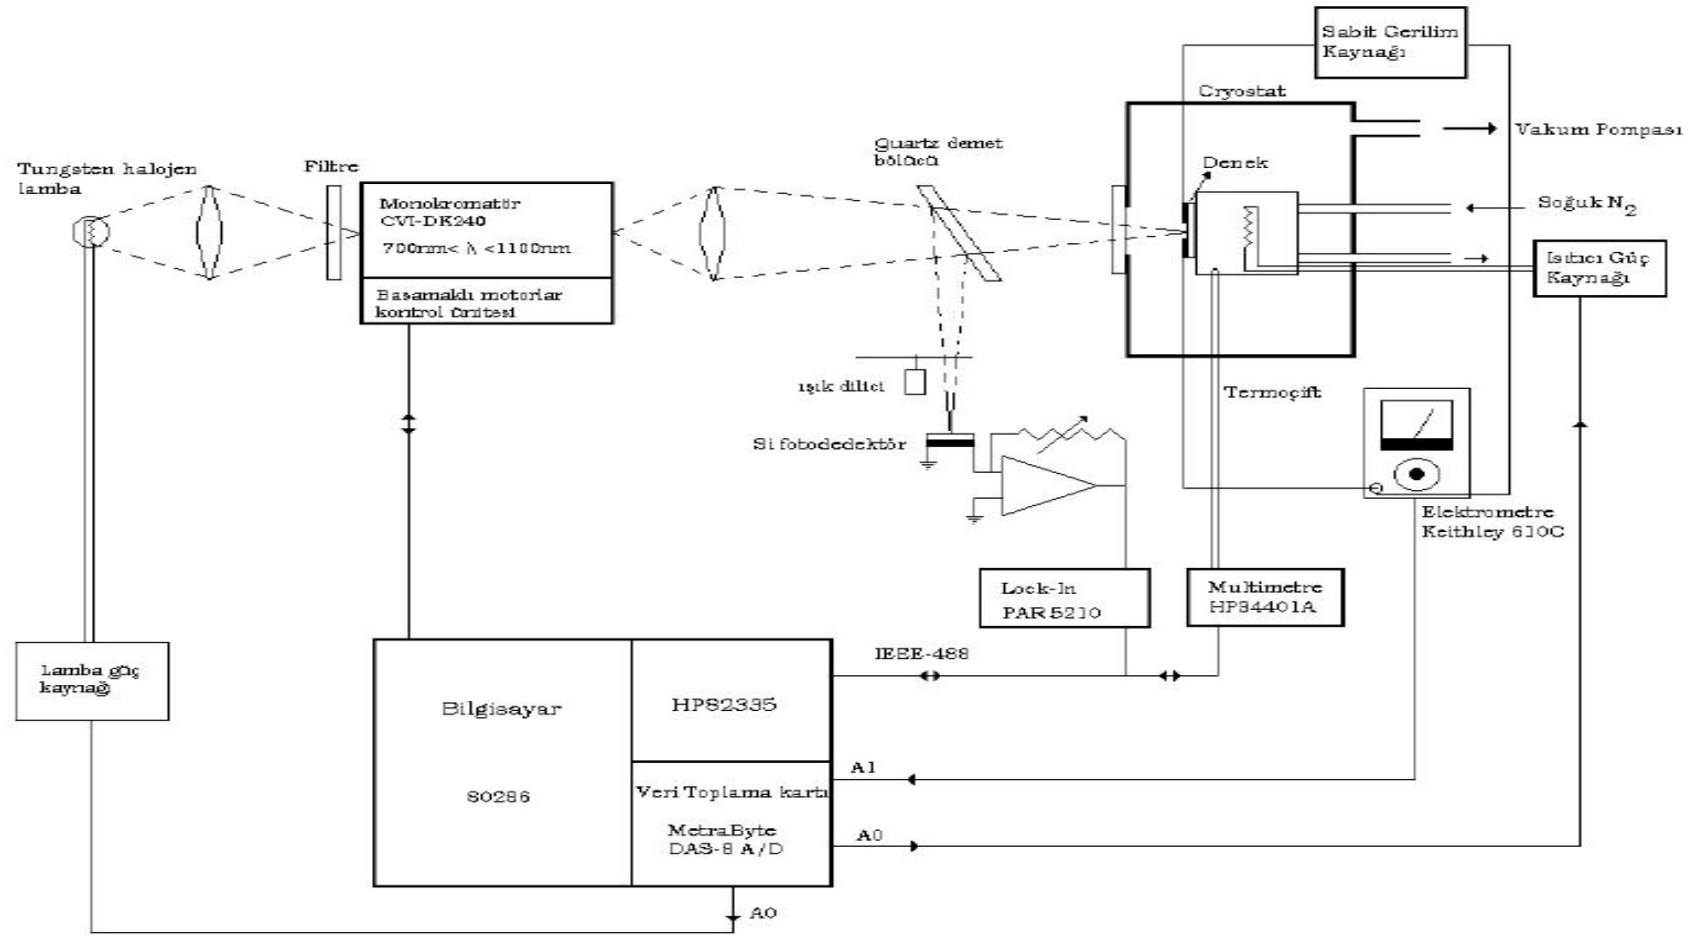 Sabit Gerilim
Kaynağı
Cryostat
Vakum Pompası
Quartz demet
bölücü
Denek
Tungsten halojen
lamba
Filtre
Monokromatör
CVI-DK240
700nm< λ <1100nm
Basamaklı motorlar
kontrol ünitesi
Soğuk N2
Isıtıcı Güç
Kaynağı
ışık dilici
Termoçift
Si fotodedektör
Elektrometre
Keithley 610C
Lock-In
PAR 5210
Multimetre
HP34401A
Lamba güç
kaynağı
IEEE-488
Bilgisayar
80286
HP82335
A1
Veri Toplama kartı
MetraByte
DAS-8 A/D
A0
A0